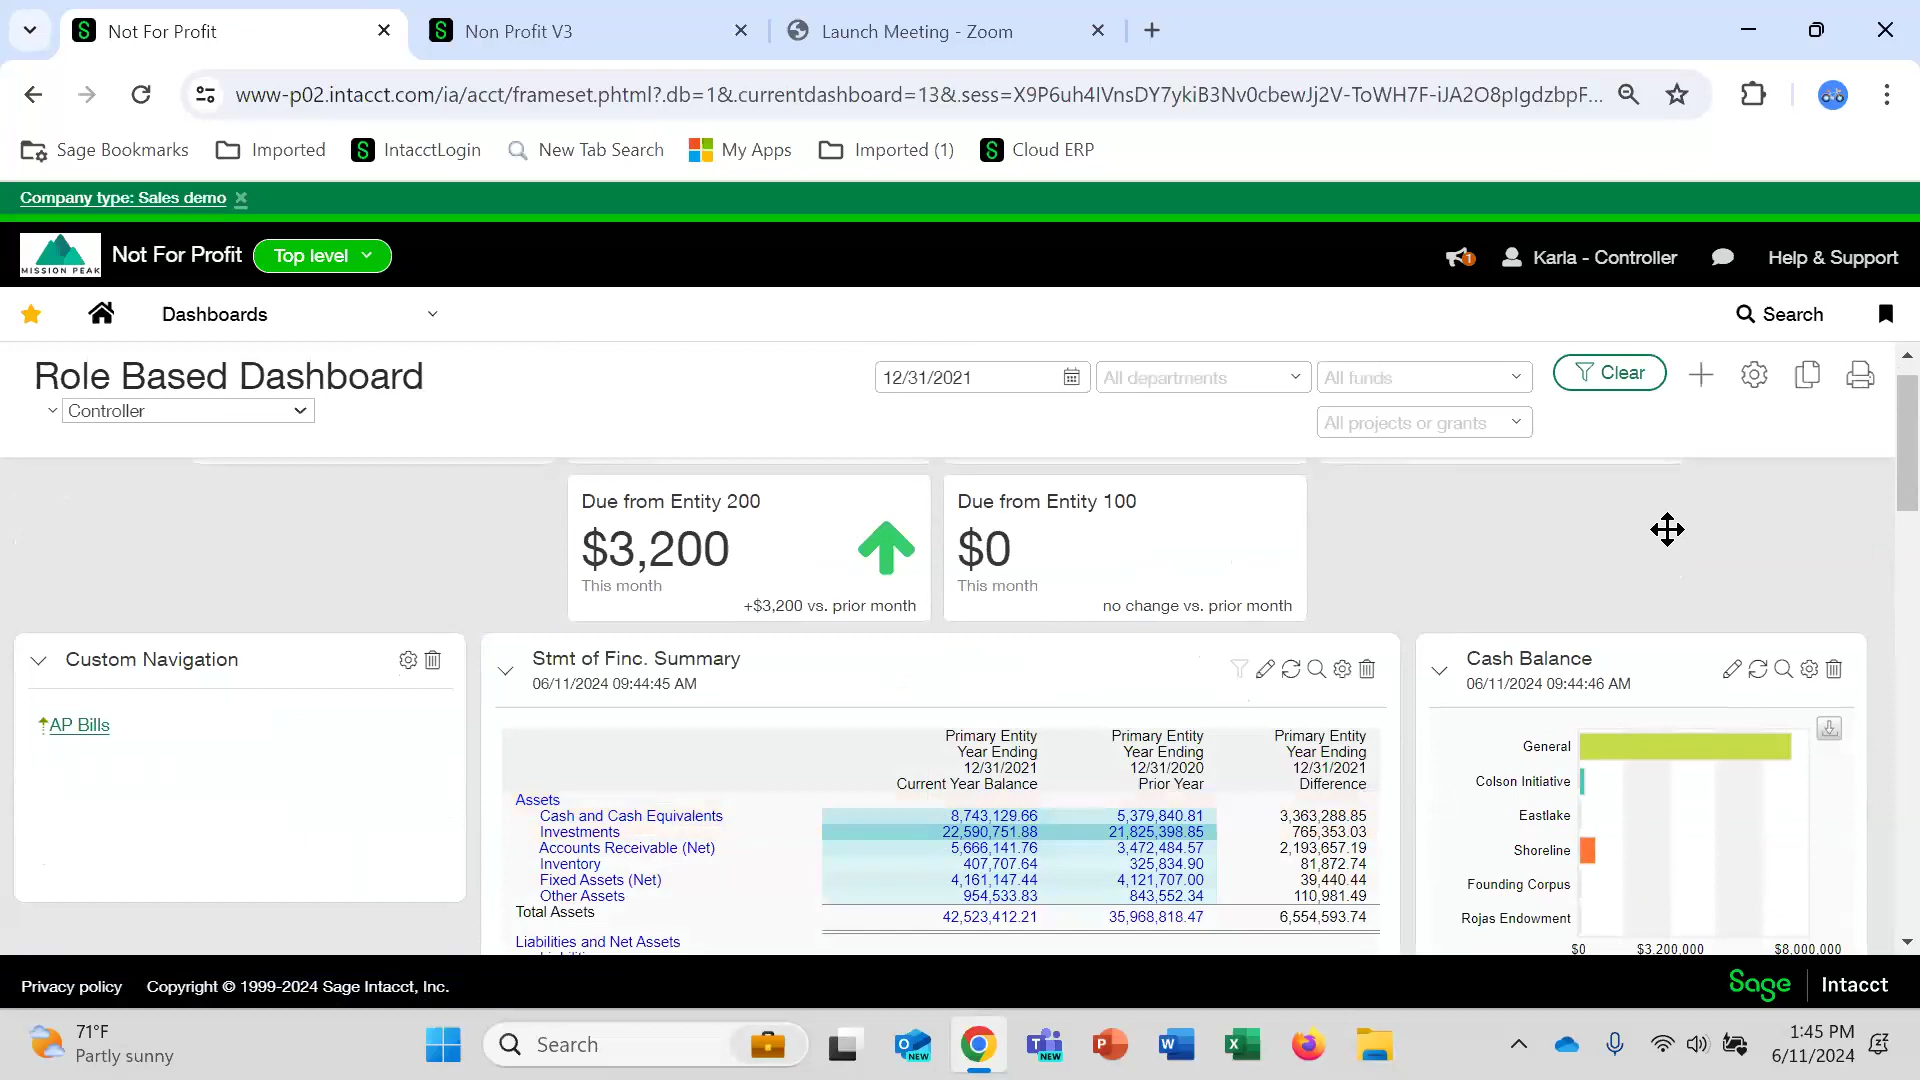 Not For Profit
Non Profit V3
Launch Meeting - Zoom
www-p02.intacct.com/ia/acct/frameset.phtml?.db=1&.currentdashboard=13&.sess=X9P6uh4IVnsDY7ykiB3Nv0cbewJj2V-ToWH7F-iJA2O8pIgdzbpF...
Sage Bookmarks
Imported
IntacctLogin
New Tab Search
My Apps
Imported (1)
Cloud ERP
Company type: Sales demo
MISSION PEAK
Not For Profit
Top level
1
Karla - Controller
Help & Support
Dashboards
Search
Role Based Dashboard
Controller
12/31/2021
All departments
All funds
Clear
All projects or grants
Due from Entity 200
$3,200
This month
+$3,200 vs. prior month
Due from Entity 100
$0
This month
no change vs. prior month
Custom Navigation
AP Bills
Stmt of Finc. Summary
06/11/2024 09:44:45 AM
Primary Entity Primary Entity Primary Entity
Year Ending Year Ending Year Ending
12/31/2021 12/31/2020 12/31/2021
Current Year Balance Prior Year Difference
Assets
Cash and Cash Equivalents 8,743,129.66 5,379,840.81 3,363,288.85
Investments 22,590,751.88 21,825,398.85 765,353.03
Accounts Receivable (Net) 5,666,141.76 3,472,484.57 2,193,657.19
Inventory 407,707.64 325,834.90 81,872.74
Fixed Assets (Net) 4,161,147.44 4,121,707.00 39,440.44
Other Assets 954,533.83 843,552.34 110,981.49
Total Assets 42,523,412.21 35,968,818.47 6,554,593.74
Liabilities and Net Assets
Cash Balance
06/11/2024 09:44:46 AM
General
Colson Initiative
Eastlake
Shoreline
Founding Corpus
Rojas Endowment
$0 $3,200,000 $8,000,000
Privacy policy
Copyright © 1999-2024 Sage Intacct, Inc.
Sage
Intacct
71°F
Partly sunny
Search
NEW
NEW
1:45 PM
6/11/2024